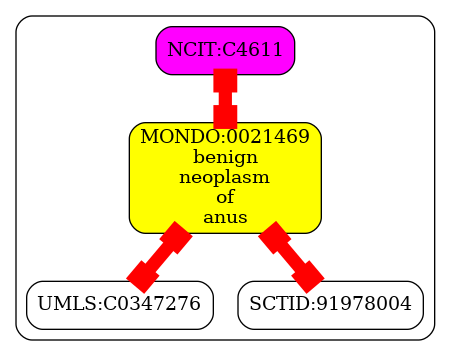 NCIT:C4611
MONDO:0021469
benign
neoplasm
of
anus
UMLS:C0347276
SCTID:91978004